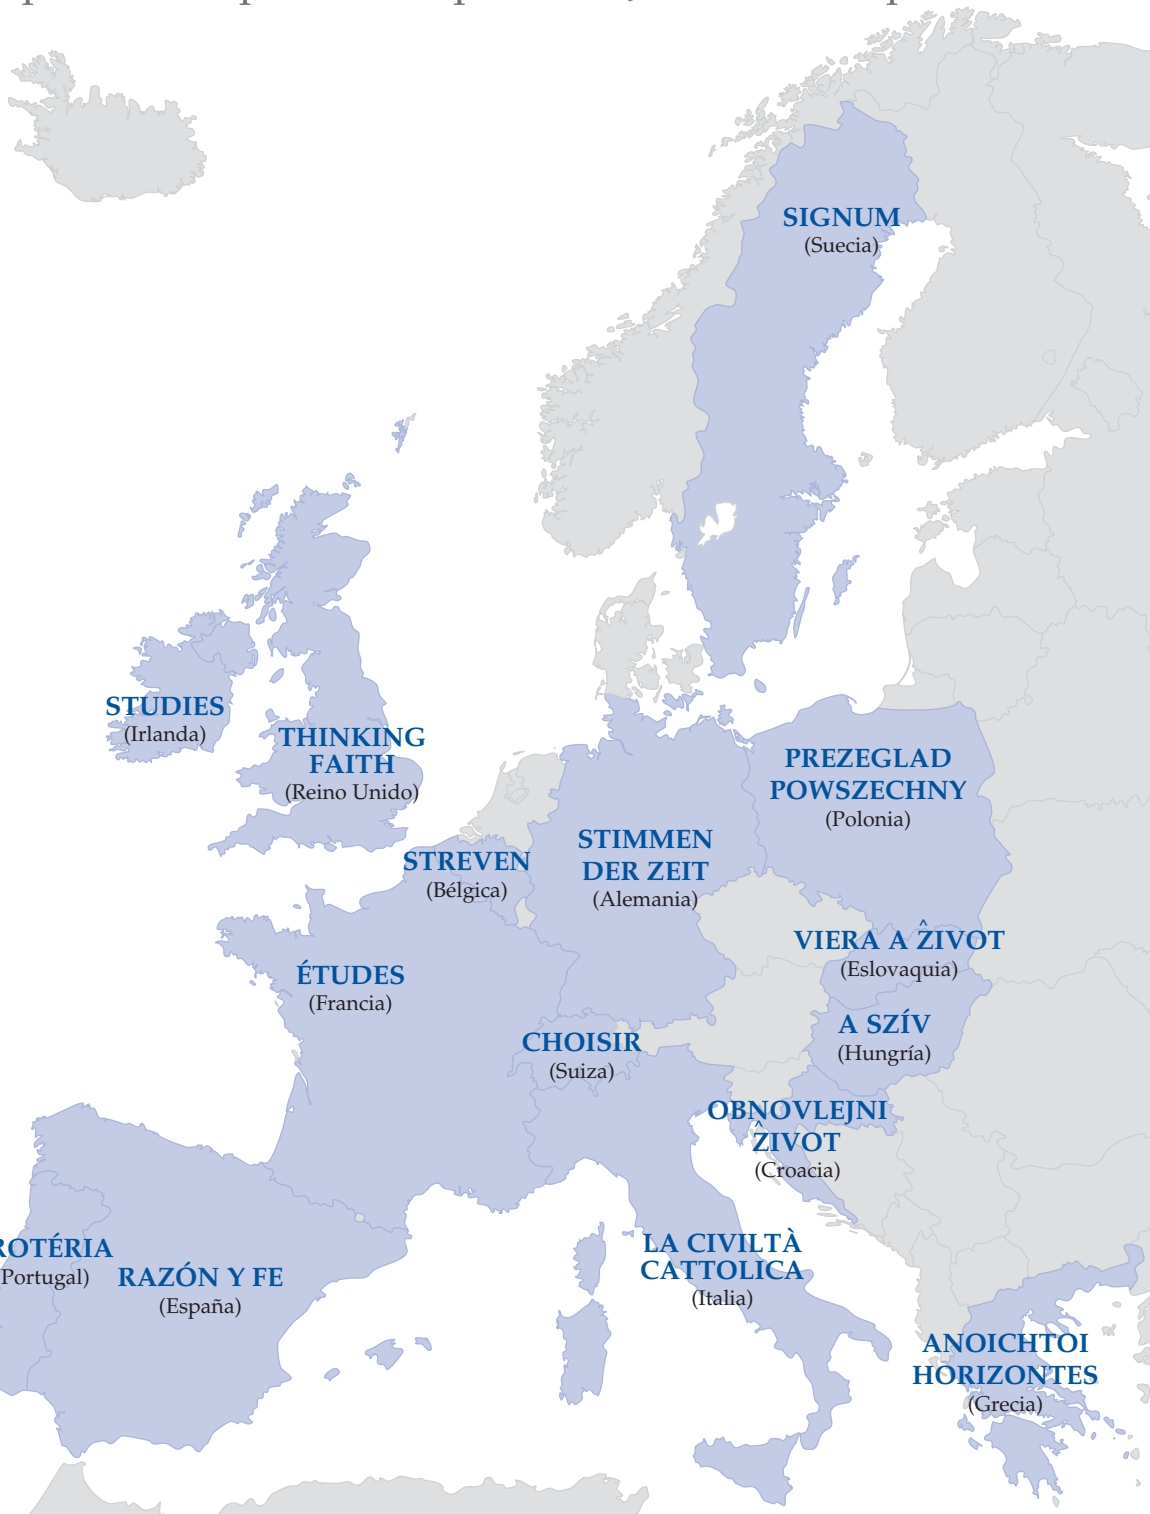 SIGNUM
(Suecia)
STUDIES
(Irlanda)
THINKING
FAITH
(Reino Unido)
PREZEGLAD
POWSZECHNY
(Polonia)
STIMMEN
DER ZEIT
(Alemania)
STREVEN
(Bélgica)
VIERA A ẐIVOT
(Eslovaquia)
ÉTUDES
(Francia)
A SZÍV
(Hungría)
CHOISIR
(Suiza)
OBNOVLEJNI
ẐIVOT
(Croacia)
ROTÉRIA
(Portugal)
RAZÓN Y FE
(España)
LA CIVILTÀ
CATTOLICA
(Italia)
ANOICHTOI
HORIZONTES
(Grecia)